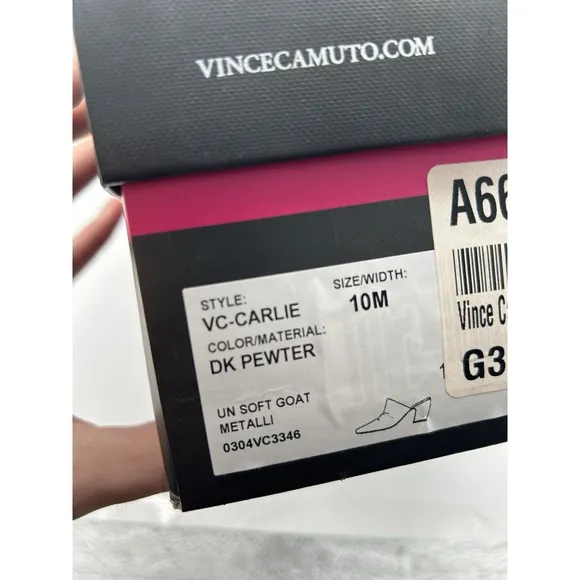 VINCECAMUTO.COM
STYLE:
VC-CARLIE
SIZE/WIDTH:
10M
COLOR/MATERIAL:
DK PEWTER
UN SOFT GOAT
METALLI
0304VC3346
A66
Vince C
G3